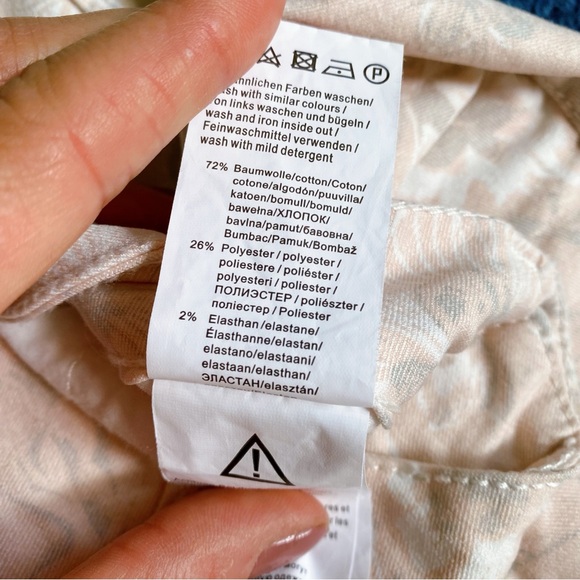 P
nnlichen Farben waschen/
sh with similar colours/
on links waschen und bügeln/
wash and iron inside out/
Feinwaschmittel verwenden/
wash with mild detergent
72% Baumwolle/cotton/Coton/
cotone/algodón/puuvilla/
katoen/bomull/bomuld/
bawełna/ХЛОПОК/
bavlna/pamut/бавовна/
Bumbac/Pamuk/Bombaž
26% Polyester/polyester/
poliestere/poliéster/
polyesteri/polyester/
ПОЛИЭСТЕР/poliészter/
поліестер/Poliester
2% Elasthan/elastane/
Élasthanne/elastan/
elastano/elastaani/
elastaan/elasthan/
ЭЛАСТАН/elasztán/
!